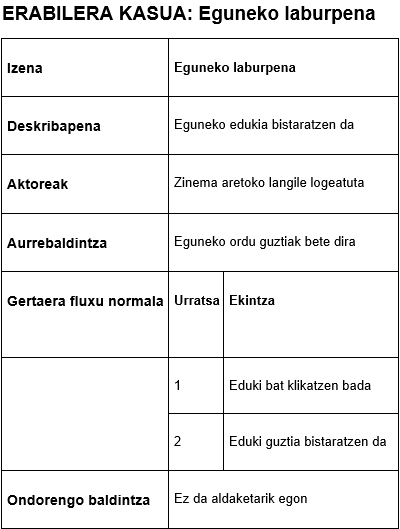 ERABILERA KASUA: Eguneko laburpena
Izena Eguneko laburpena
Deskribapena Eguneko edukia bistaratzen da
Aktoreak Zinema aretoko langile logeatuta
Aurrebaldintza Eguneko ordu guztiak bete dira
Gertaera fluxu normala Urratsa Ekintza
1 Eduki bat klikatzen bada
2 Eduki guztia bistaratzen da
Ondorengo baldintza Ez da aldaketarik egon